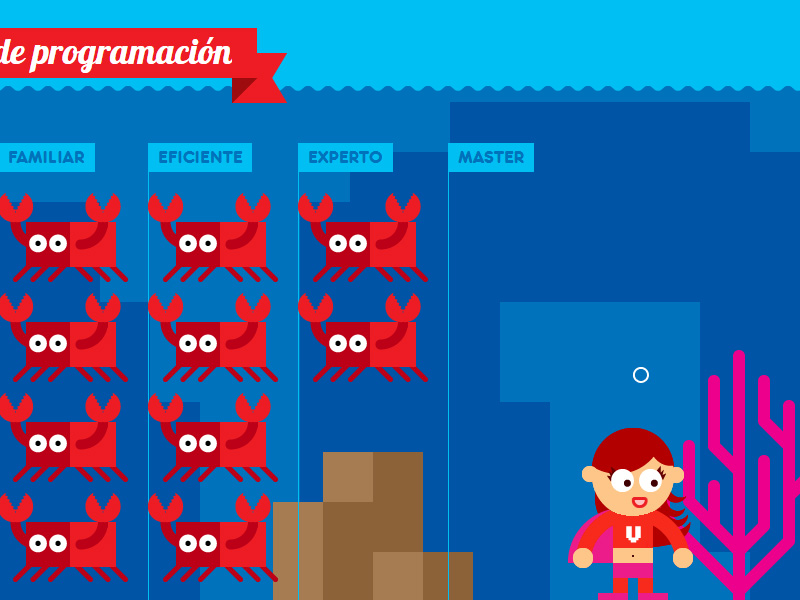 de programación
FAMILIAR
EFICIENTE
EXPERTO
MASTER
V